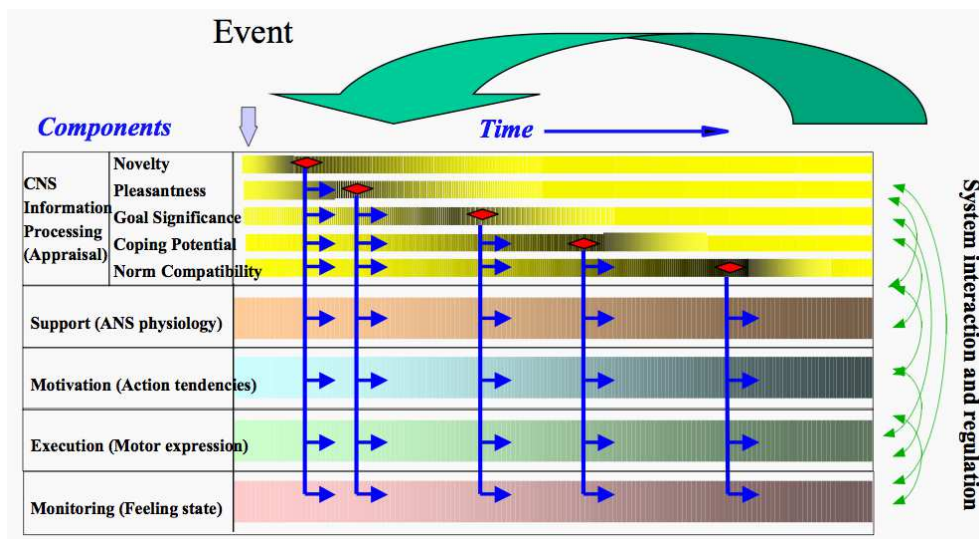 Event
Components
Time
CNS
Information
Processing
(Appraisal)
Novelty
Pleasantness
Goal Significance
Coping Potential
Norm Compatibility
Support (ANS physiology)
Motivation (Action tendencies)
Execution (Motor expression)
Monitoring (Feeling state)
System interaction and regulation